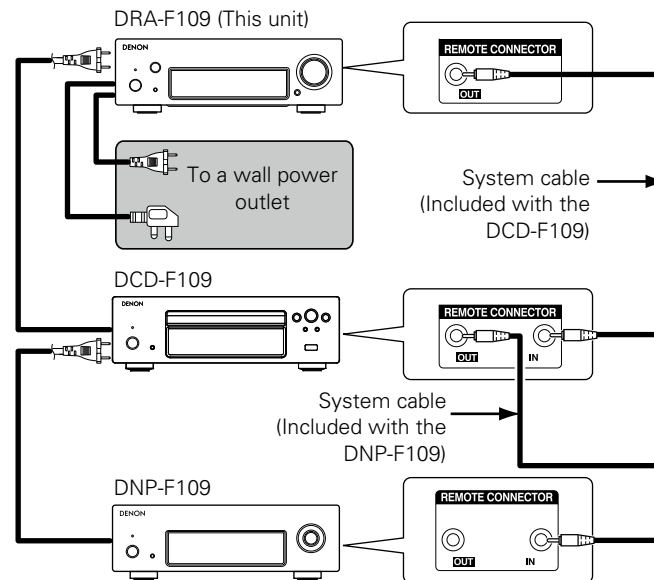 DRA-F109 (This unit)
DENON
REMOTE CONNECTOR
OUT
To a wall power
outlet
System cable
(Included with the
DCD-F109)
DCD-F109
DENON
REMOTE CONNECTOR
OUT
IN
System cable
(Included with the
DNP-F109)
DNP-F109
DENON
REMOTE CONNECTOR
OUT
IN